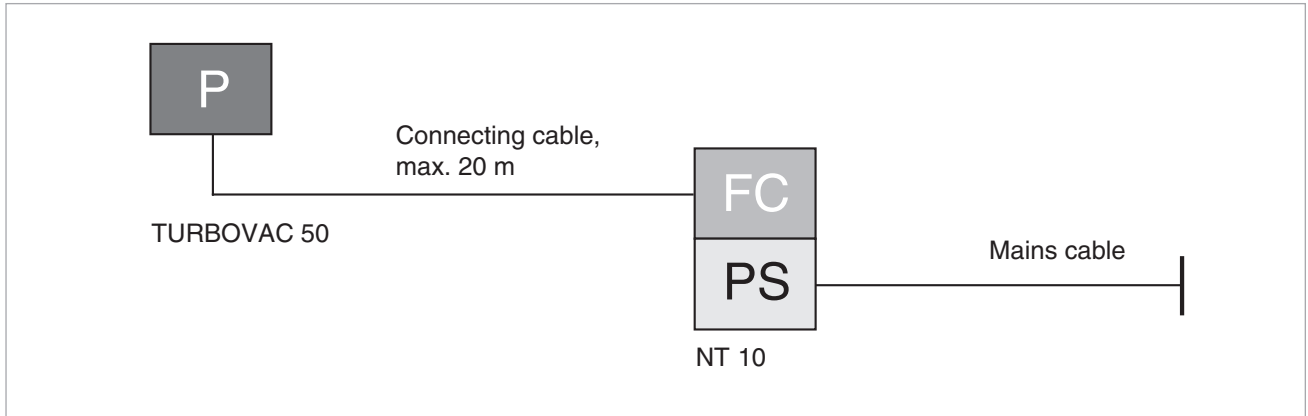 P
Connecting cable,
max. 20 m
FC
TURBOVAC 50
PS
Mains cable
NT 10